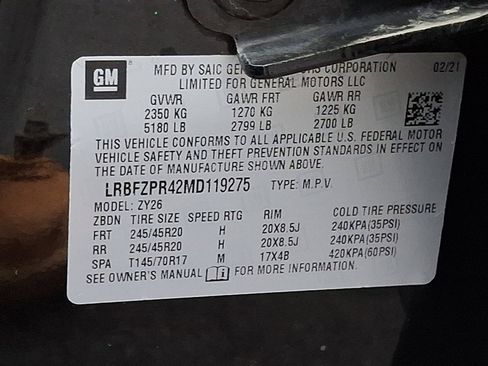 GM
MFD BY SAIC GE RS CORPORATION 02/21
LIMITED FOR GENERAL MOTORS LLC
GVWR GAWR FRT GAWR RR
2350 KG 1270 KG 1225 KG
5180 LB 2799 LB 2700 LB
THIS VEHICLE CONFORMS TO ALL APPLICABLE U.S. FEDERAL MOTOR
VEHICLE SAFETY AND THEFT PREVENTION STANDARDS IN EFFECT ON
THE DATE OF MANUFACTURE SHOWN ABOVE.
LRBFZPR42MD119275 TYPE: M.P.V.
MODEL: ZY26
ZBDN TIRE SIZE SPEED RTG RIM COLD TIRE PRESSURE
FRT 245/45R20 H 20X8.5J 240KPA(35PSI)
RR 245/45R20 H 20X8.5J 240KPA(35PSI)
SPA T145/70R17 M 17X4B 420KPA(60PSI)
SEE OWNER'S MANUAL